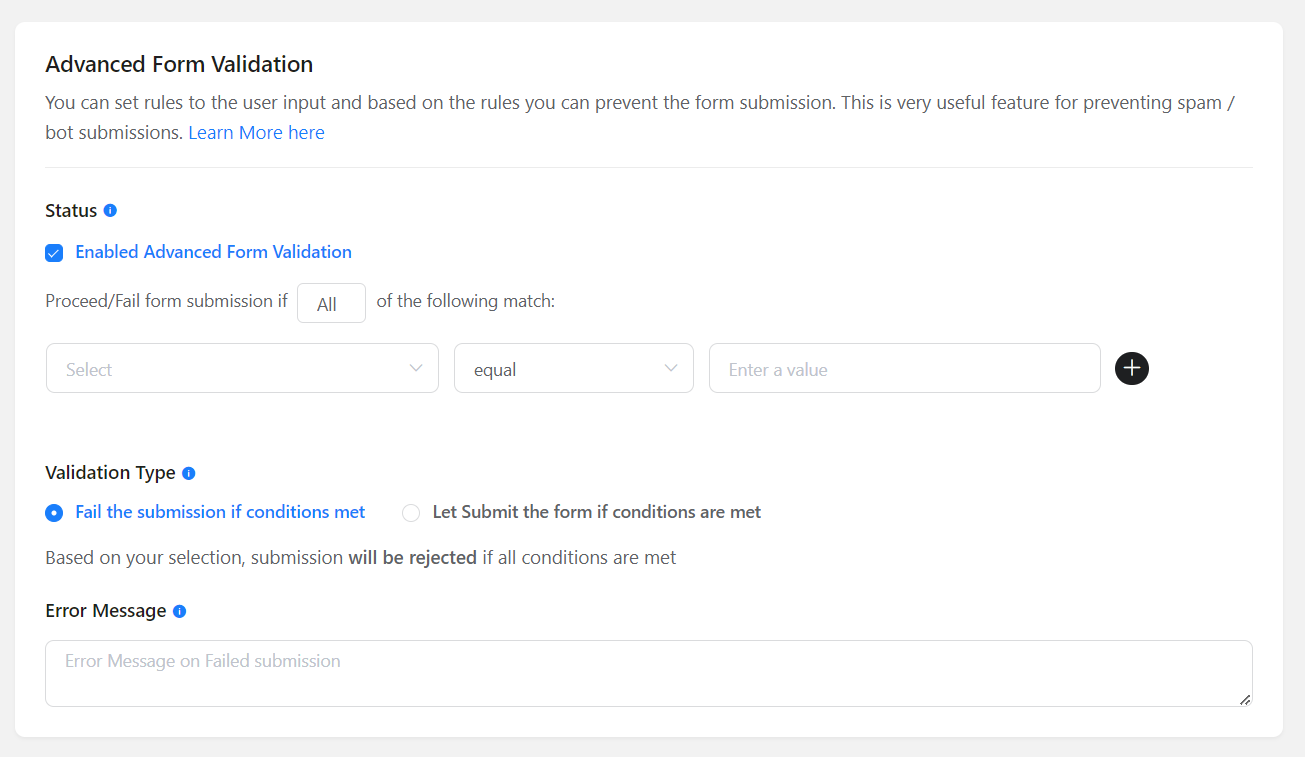 Advanced Form Validation
You can set rules to the user input and based on the rules you can prevent the form submission. This is very useful feature for preventing spam /
bot submissions. Learn More here
Status
Enabled Advanced Form Validation
Proceed/Fail form submission if All of the following match:
Select equal Enter a value
Validation Type
Fail the submission if conditions met Let Submit the form if conditions are met
Based on your selection, submission will be rejected if all conditions are met
Error Message
Error Message on Failed submission